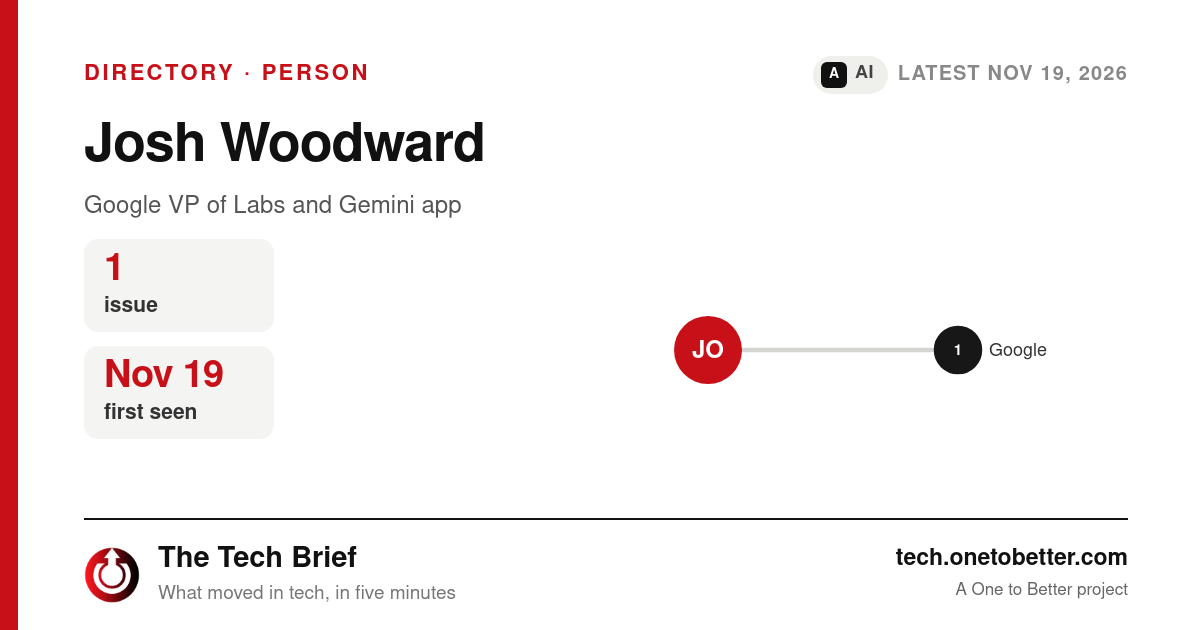 DIRECTORY · PERSON
A AI LATEST NOV 19, 2026
Josh Woodward
Google VP of Labs and Gemini app
1
issue
Nov 19
first seen
JO
1
Google
The Tech Brief
What moved in tech, in five minutes
tech.onetobetter.com
A One to Better project